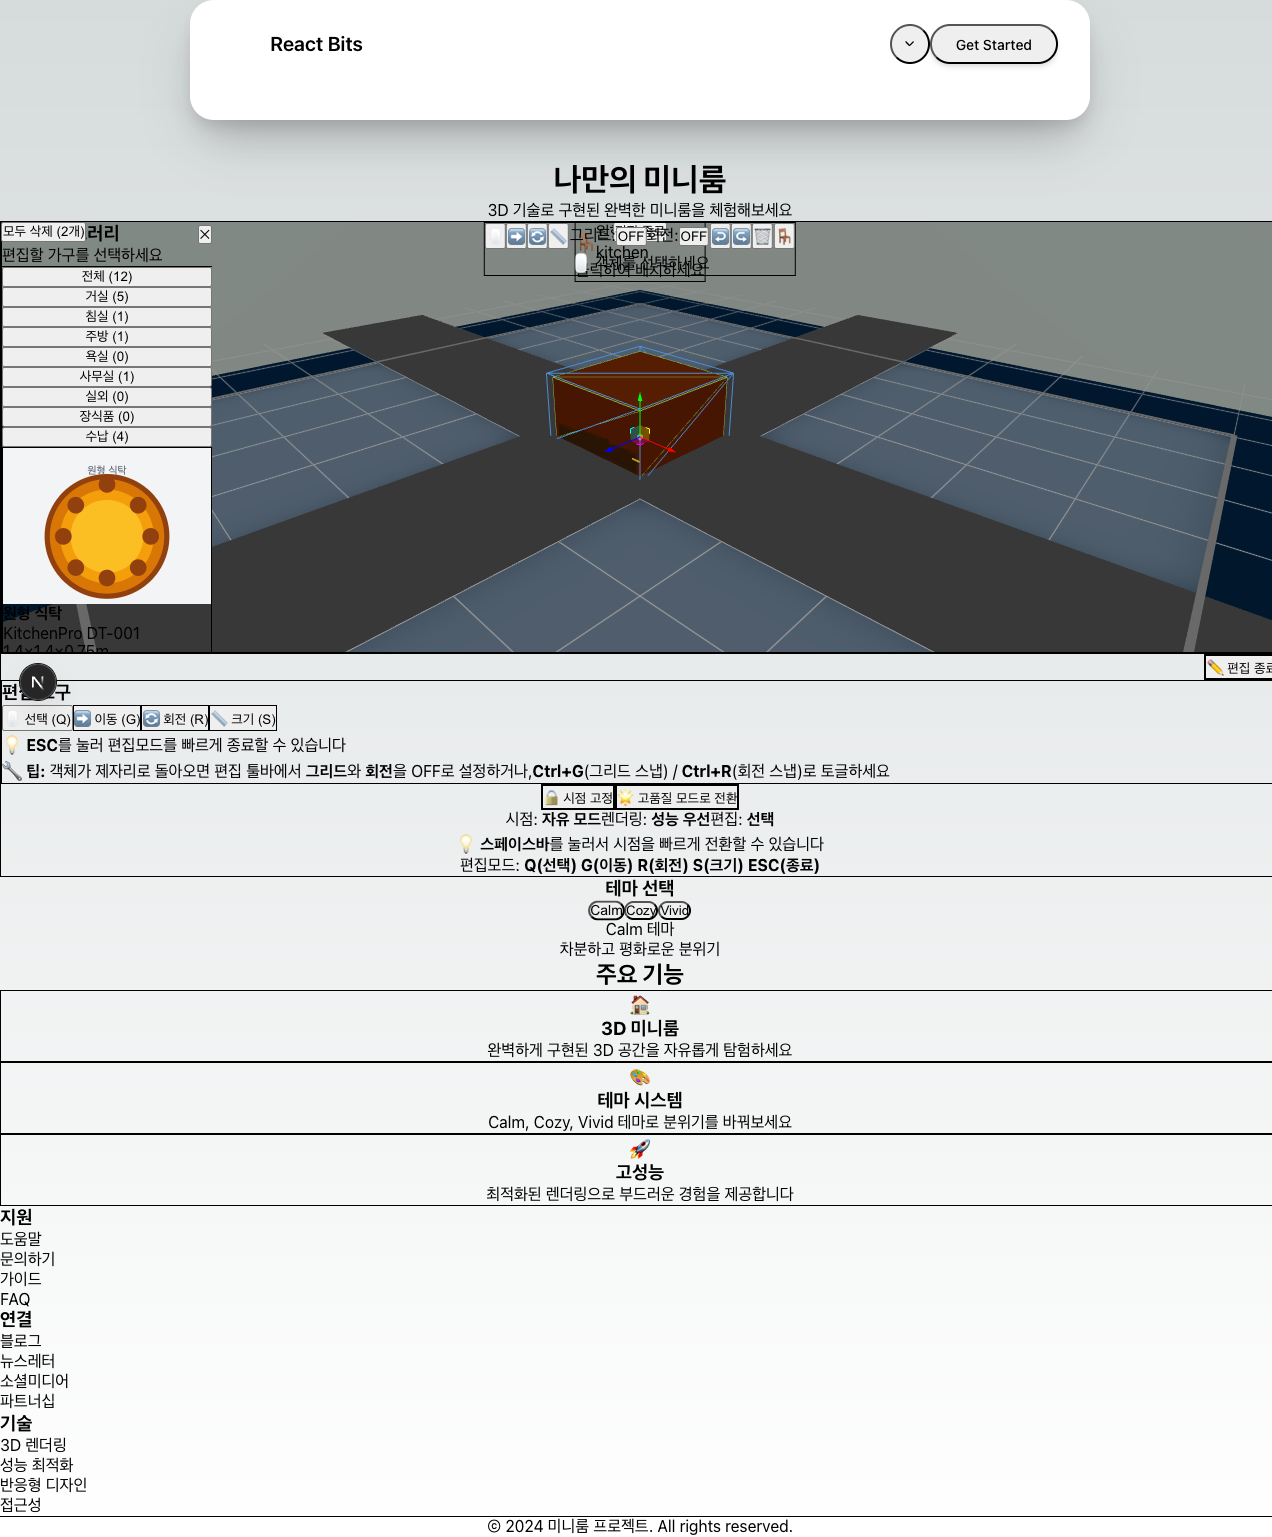 React Bits
Get Started
나만의 미니룸
3D 기술로 구현된 완벽한 미니룸을 체험해보세요
모두 삭제 (2개)
러리
편집할 가구를 선택하세요
전체 (12)
거실 (5)
침실 (1)
주방 (1)
욕실 (0)
사무실 (1)
실외 (0)
장식품 (0)
수납 (4)
원형 식탁
원형 식탁
KitchenPro DT-001
1.4×1.4×0.75m
OFF
회전:
OFF
kitchen
객체를 선택하세요
클릭하여 배치하세요
편집 종료
N
선택 (Q)
이동 (G)
회전 (R)
크기 (S)
ESC를 눌러 편집모드를 빠르게 종료할 수 있습니다
팁: 객체가 제자리로 돌아오면 편집 툴바에서 그리드와 회전을 OFF로 설정하거나,Ctrl+G(그리드 스냅) / Ctrl+R(회전 스냅)로 토글하세요
시점 고정
고품질 모드로 전환
시점: 자유 모드렌더링: 성능 우선편집: 선택
스페이스바를 눌러서 시점을 빠르게 전환할 수 있습니다
편집모드: Q(선택) G(이동) R(회전) S(크기) ESC(종료)
테마 선택
Calm
Cozy
Vivid
Calm 테마
차분하고 평화로운 분위기
주요 기능
3D 미니룸
완벽하게 구현된 3D 공간을 자유롭게 탐험하세요
테마 시스템
Calm, Cozy, Vivid 테마로 분위기를 바꿔보세요
고성능
최적화된 렌더링으로 부드러운 경험을 제공합니다
지원
도움말
문의하기
가이드
FAQ
연결
블로그
뉴스레터
소셜미디어
파트너십
기술
3D 렌더링
성능 최적화
반응형 디자인
접근성
© 2024 미니룸 프로젝트. All rights reserved.